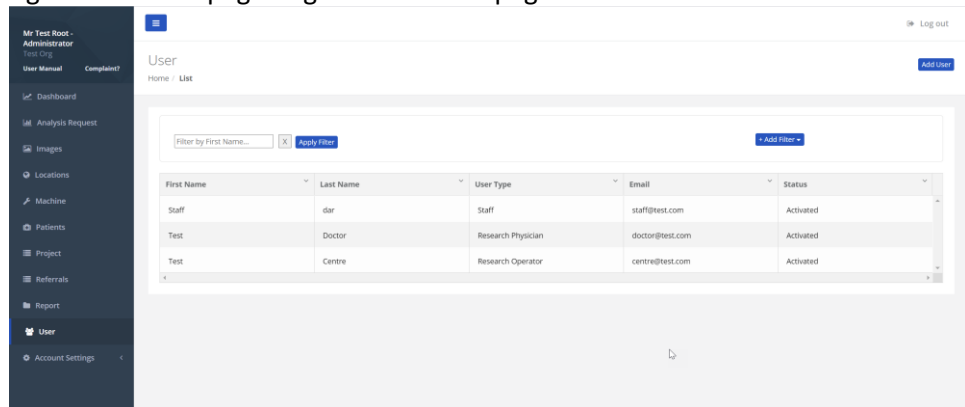 Mr Test Root -
Administrator
Test Org
User Manual Complaint?
Dashboard
Analysis Request
Images
Locations
Machine
Patients
Project
Referrals
Report
User
Account Settings
Log out
User
Home / List
Add User
Filter by First Name... X Apply Filter + Add Filter
First Name Last Name User Type Email Status
Staff dar Staff staff@test.com Activated
Test Doctor Research Physician doctor@test.com Activated
Test Centre Research Operator centre@test.com Activated